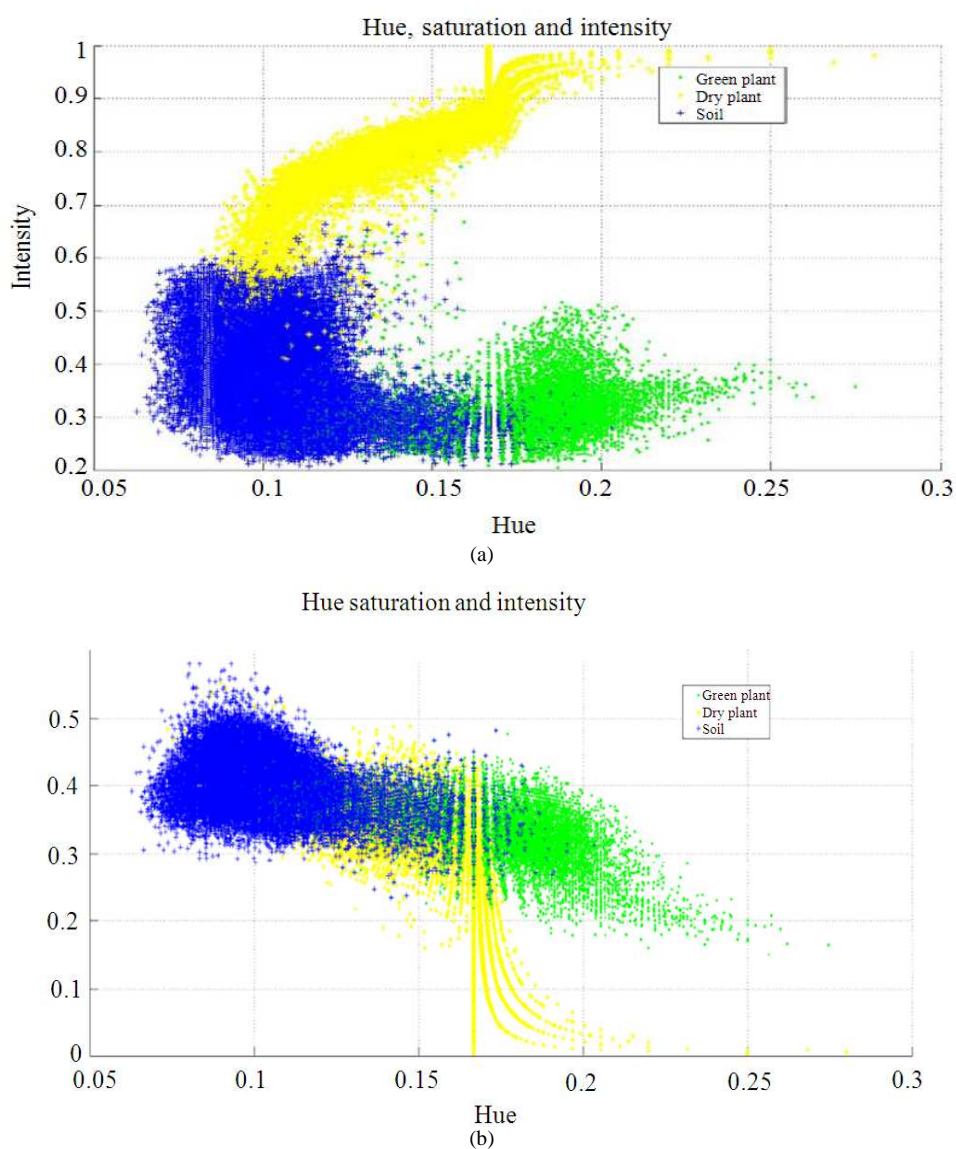 Hue, saturation and intensity
1
0.9
0.8
0.7
0.6
0.5
0.4
0.3
0.2
Intensity
Green plant
Dry plant
Soil
0.05 0.1 0.15 0.2 0.25 0.3
Hue
(a)
Hue saturation and intensity
0.5
0.4
0.3
0.2
0.1
0
Green plant
Dry plant
Soil
0.05 0.1 0.15 0.2 0.25 0.3
Hue
(b)